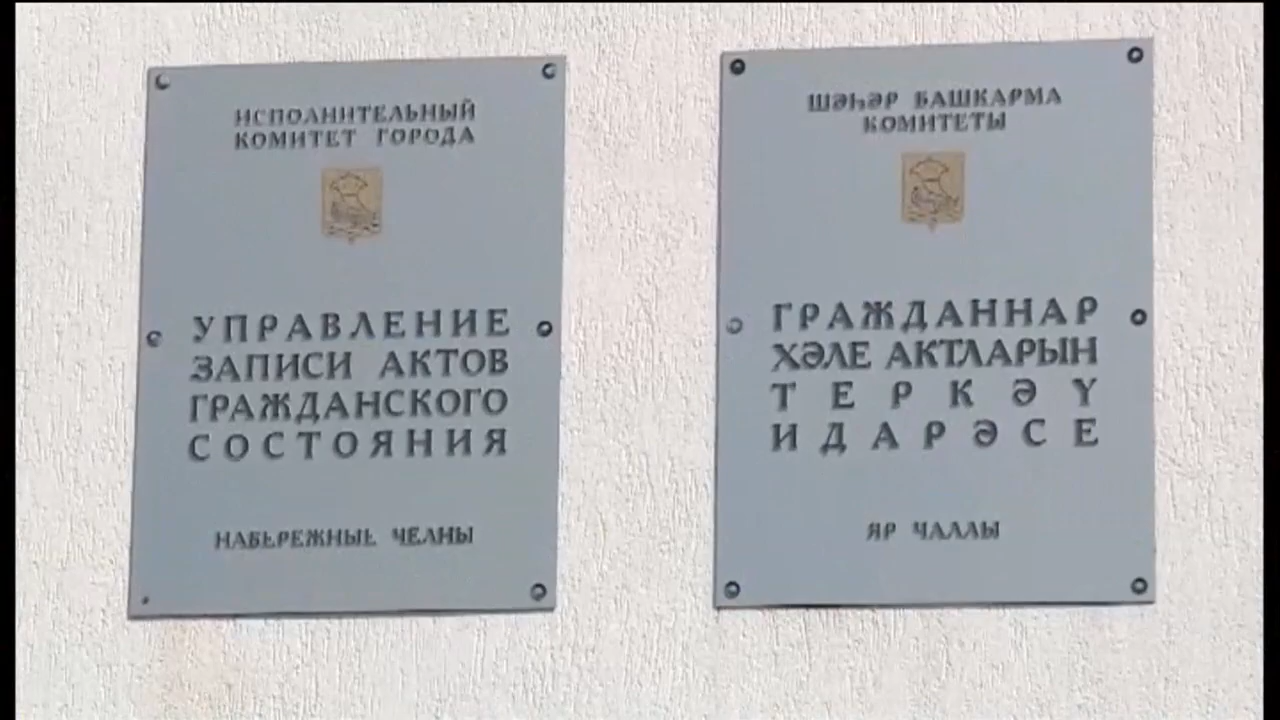 ИСПОЛНИТЕЛЬНЫЙ
КОМИТЕТ ГОРОДА
УПРАВЛЕНИЕ
ЗАПИСИ АКТОВ
ГРАЖДАНСКОГО
СОСТОЯНИЯ
НАБЕРЕЖНЫЕ ЧЕЛНЫ
ШӘҺӘР БАШКАРМА
КОМИТЕТЫ
ГРАЖДАННАР
ХӘЛЕ АКТЛАРЫН
ТЕРКӘҮ
ИДАРӘСЕ
ЯР ЧАЛЛЫ